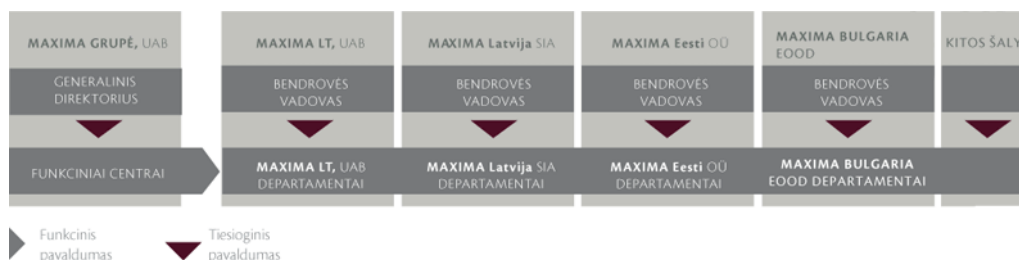 MAXIMA GRUPĖ, UAB
GENERALINIS
DIREKTORIUS
FUNKCINIAI CENTRAI
MAXIMA LT, UAB
BENDROVĖS
VADOVAS
MAXIMA LT, UAB
DEPARTAMENTAI
MAXIMA Latvija SIA
BENDROVĖS
VADOVAS
MAXIMA Latvija SIA
DEPARTAMENTAI
MAXIMA Eesti OÜ
BENDROVĖS
VADOVAS
MAXIMA Eesti OÜ
DEPARTAMENTAI
MAXIMA BULGARIA
EOOD
BENDROVĖS
VADOVAS
MAXIMA BULGARIA
EOOD DEPARTAMENTAI
KITOS ŠALY
Funkcinis
pavaldumas
Tiesioginis
pavaldumas